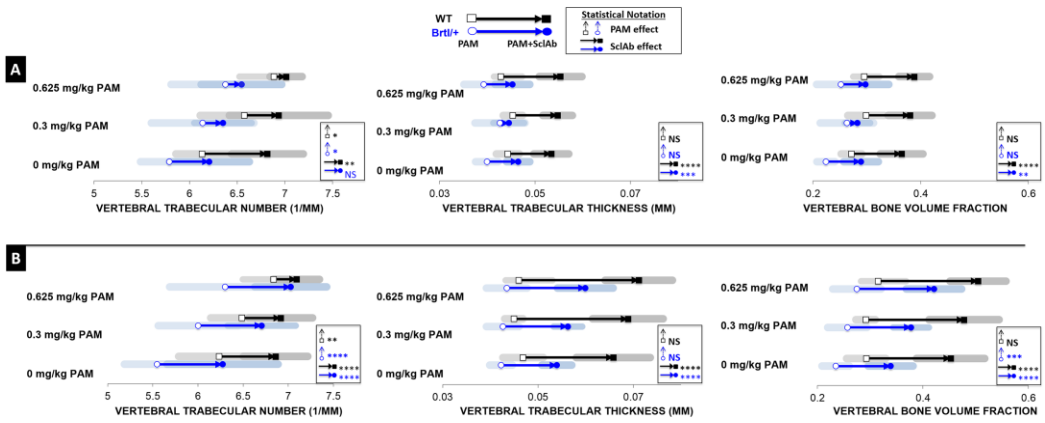 WT
Brtl/+
PAM PAM+SclAb
Statistical Notation
PAM effect
SclAb effect
A
0.625 mg/kg PAM
0.3 mg/kg PAM
0 mg/kg PAM
*
*
**
NS
5 5.5 6 6.5 7 7.5
VERTEBRAL TRABECULAR NUMBER (1/MM)
0.625 mg/kg PAM
0.3 mg/kg PAM
0 mg/kg PAM
NS
NS
****
***
0.03 0.05 0.07
VERTEBRAL TRABECULAR THICKNESS (MM)
0.625 mg/kg PAM
0.3 mg/kg PAM
0 mg/kg PAM
NS
NS
****
**
0.2 0.4 0.6
VERTEBRAL BONE VOLUME FRACTION
B
0.625 mg/kg PAM
0.3 mg/kg PAM
0 mg/kg PAM
**
****
****
****
5 5.5 6 6.5 7 7.5
VERTEBRAL TRABECULAR NUMBER (1/MM)
0.625 mg/kg PAM
0.3 mg/kg PAM
0 mg/kg PAM
NS
NS
****
****
0.03 0.05 0.07
VERTEBRAL TRABECULAR THICKNESS (MM)
0.625 mg/kg PAM
0.3 mg/kg PAM
0 mg/kg PAM
NS
***
****
****
0.2 0.4 0.6
VERTEBRAL BONE VOLUME FRACTION